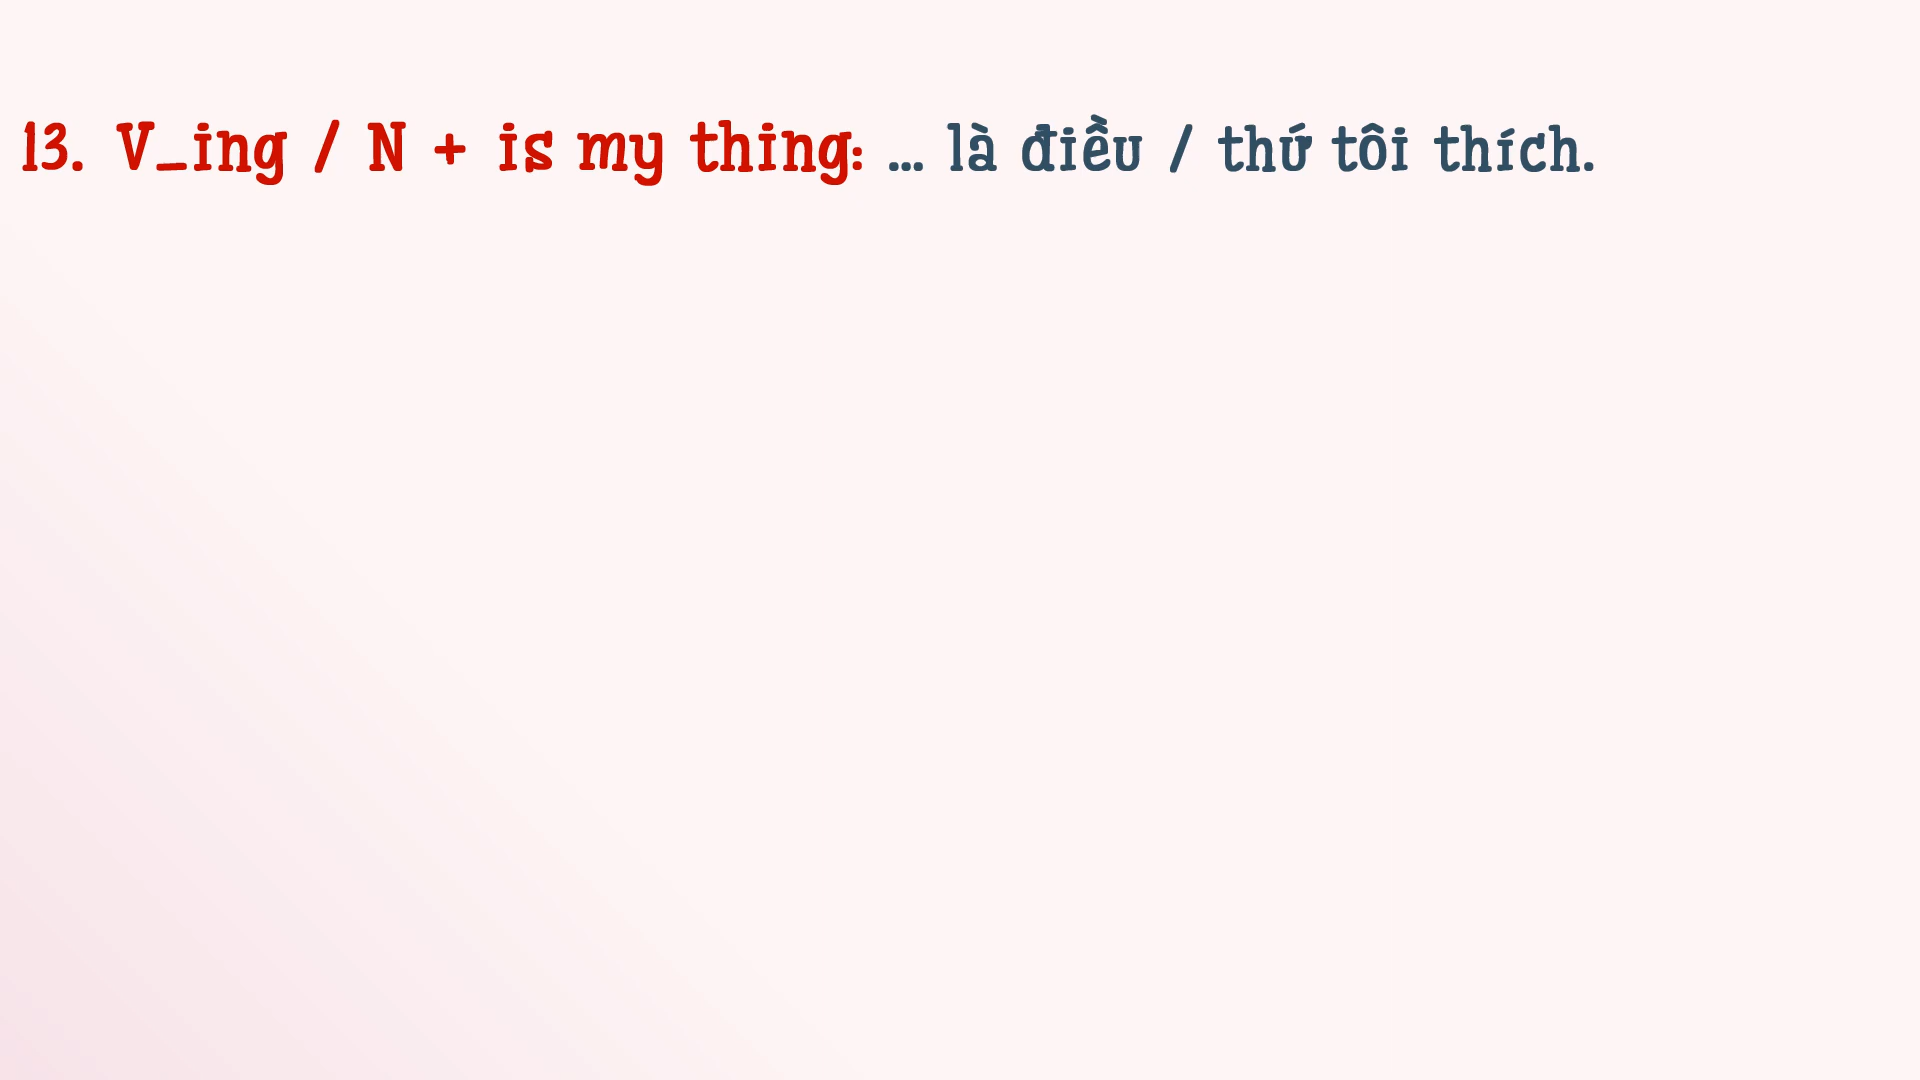 13. V_ing / N + is my thing: ... là điều / thứ tôi thích.